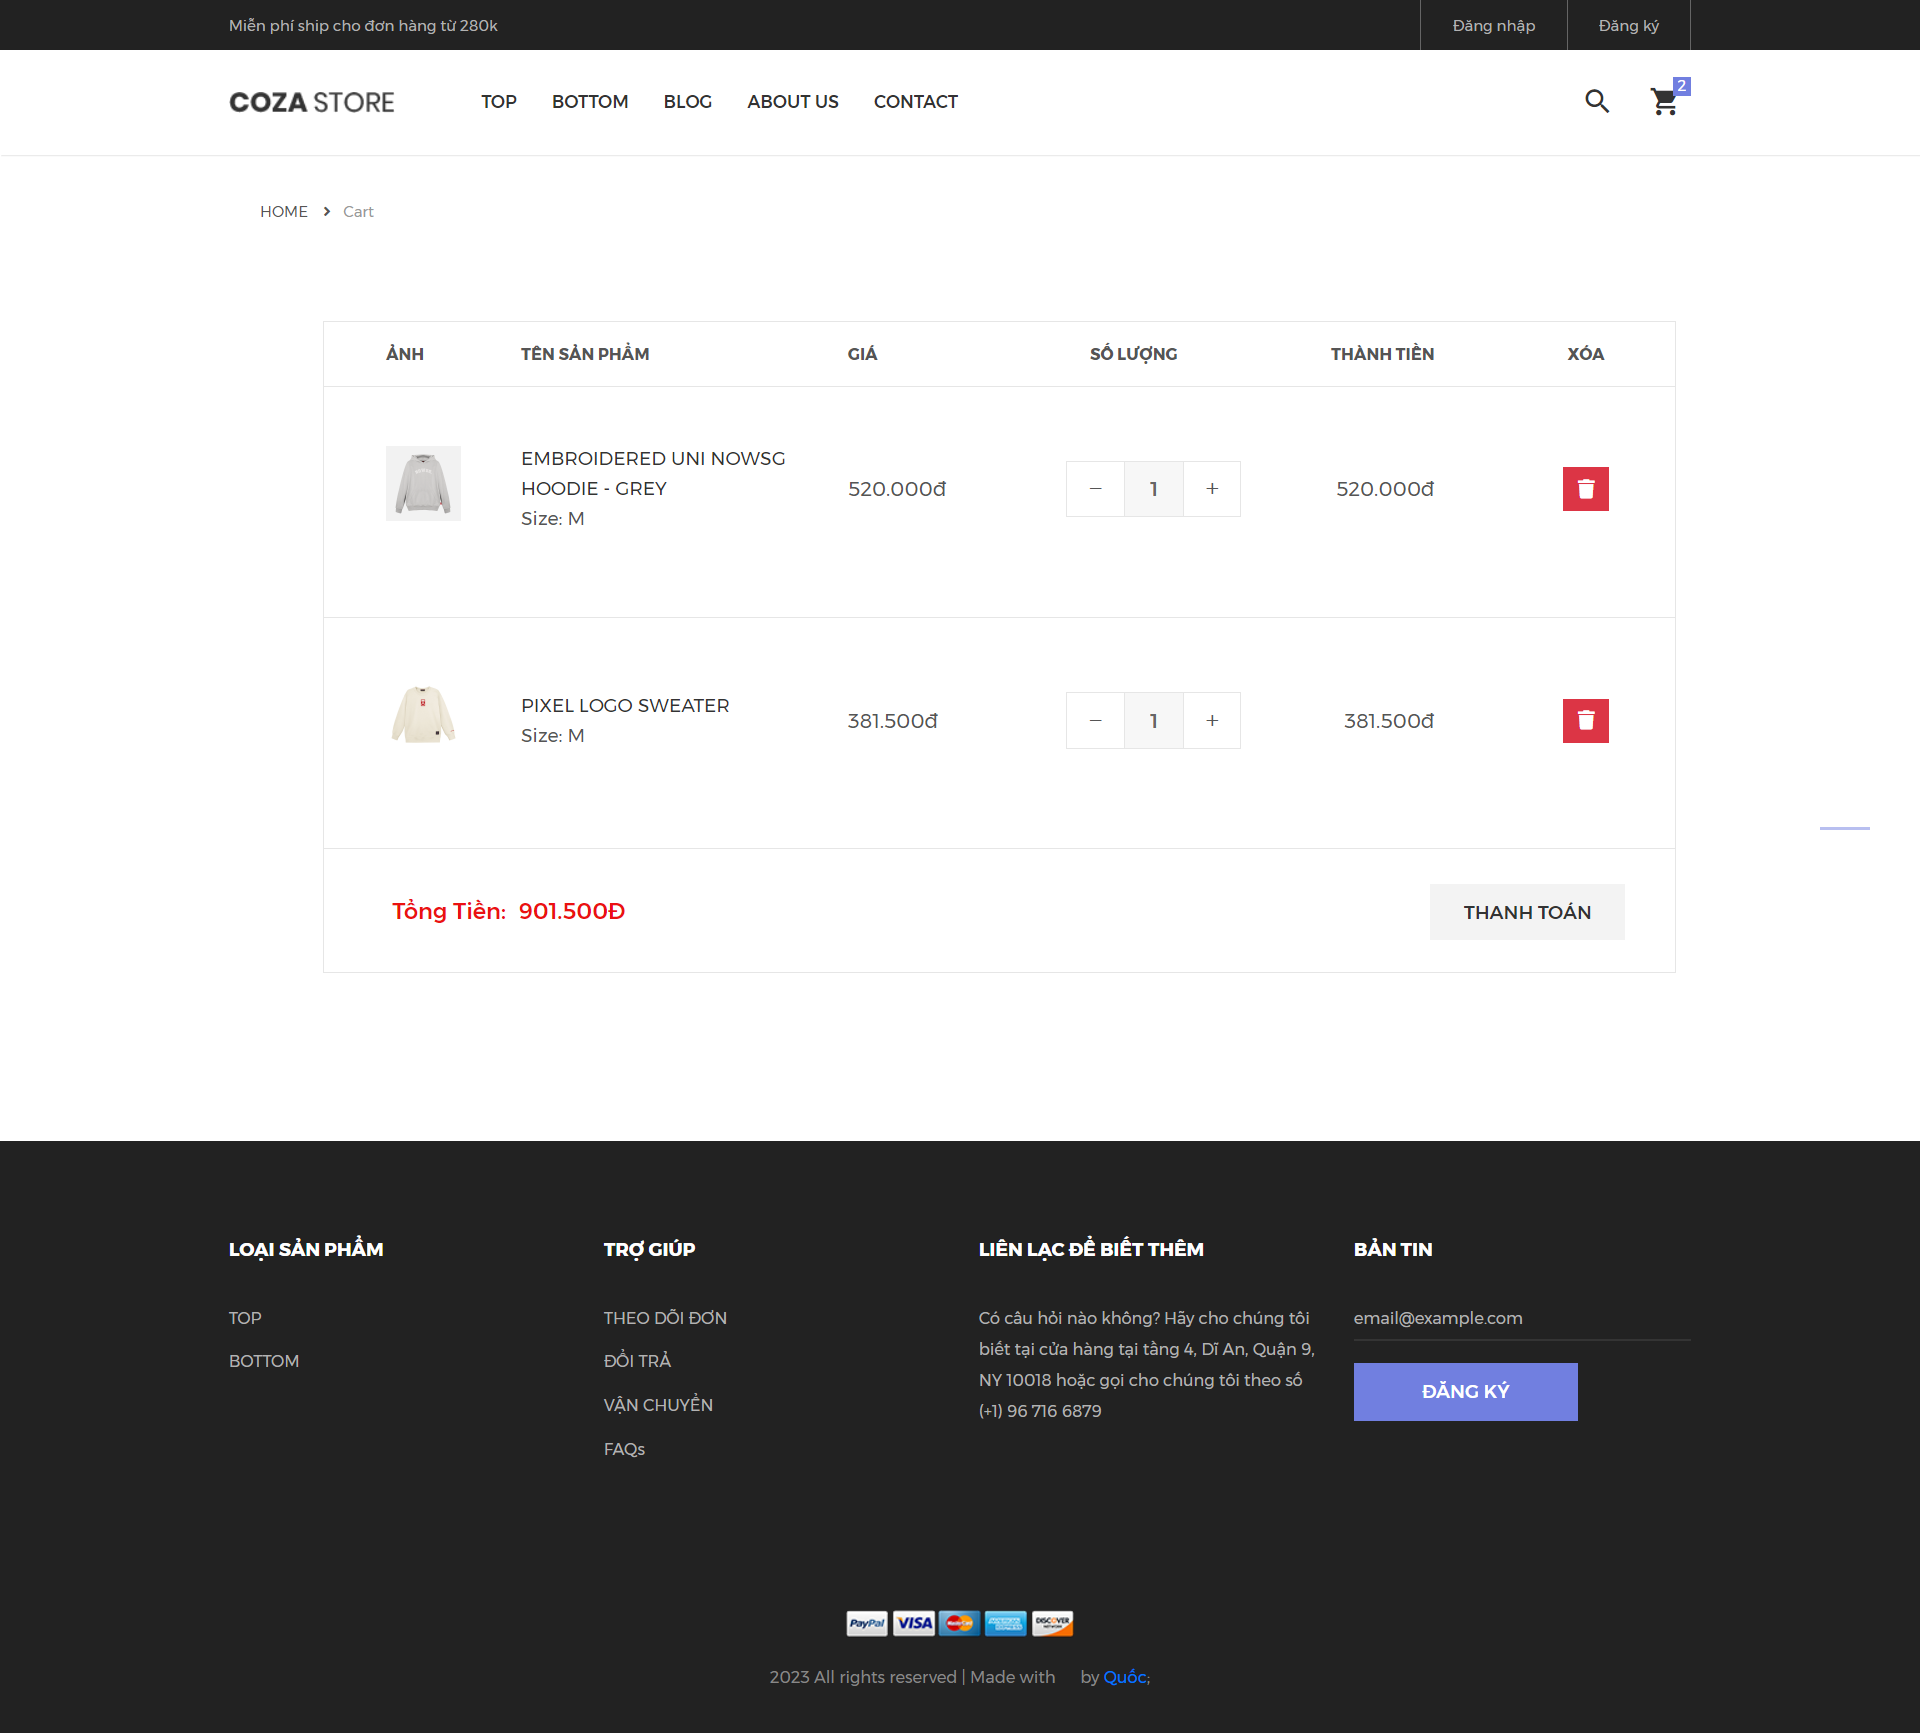 Miễn phí ship cho đơn hàng từ 280k
Đăng nhập
Đăng ký
COZA STORE
TOP
BOTTOM
BLOG
ABOUT US
CONTACT
2
HOME
Cart
ẢNH
TÊN SẢN PHẨM
GIÁ
SỐ LƯỢNG
THÀNH TIỀN
XÓA
EMBROIDERED UNI NOWSG
HOODIE - GREY
Size: M
520.000đ
− 1 +
520.000đ
PIXEL LOGO SWEATER
Size: M
381.500đ
− 1 +
381.500đ
Tổng Tiền: 901.500Đ
THANH TOÁN
LOẠI SẢN PHẨM
TOP
BOTTOM
TRỢ GIÚP
THEO DÕI ĐƠN
ĐỔI TRẢ
VẬN CHUYỂN
FAQs
LIÊN LẠC ĐỂ BIẾT THÊM
Có câu hỏi nào không? Hãy cho chúng tôi
biết tại cửa hàng tại tầng 4, Dĩ An, Quận 9,
NY 10018 hoặc gọi cho chúng tôi theo số
(+1) 96 716 6879
BẢN TIN
email@example.com
ĐĂNG KÝ
PayPal
VISA
MasterCard
AMERICAN EXPRESS
DISCOVER NETWORK
2023 All rights reserved | Made with by Quốc;